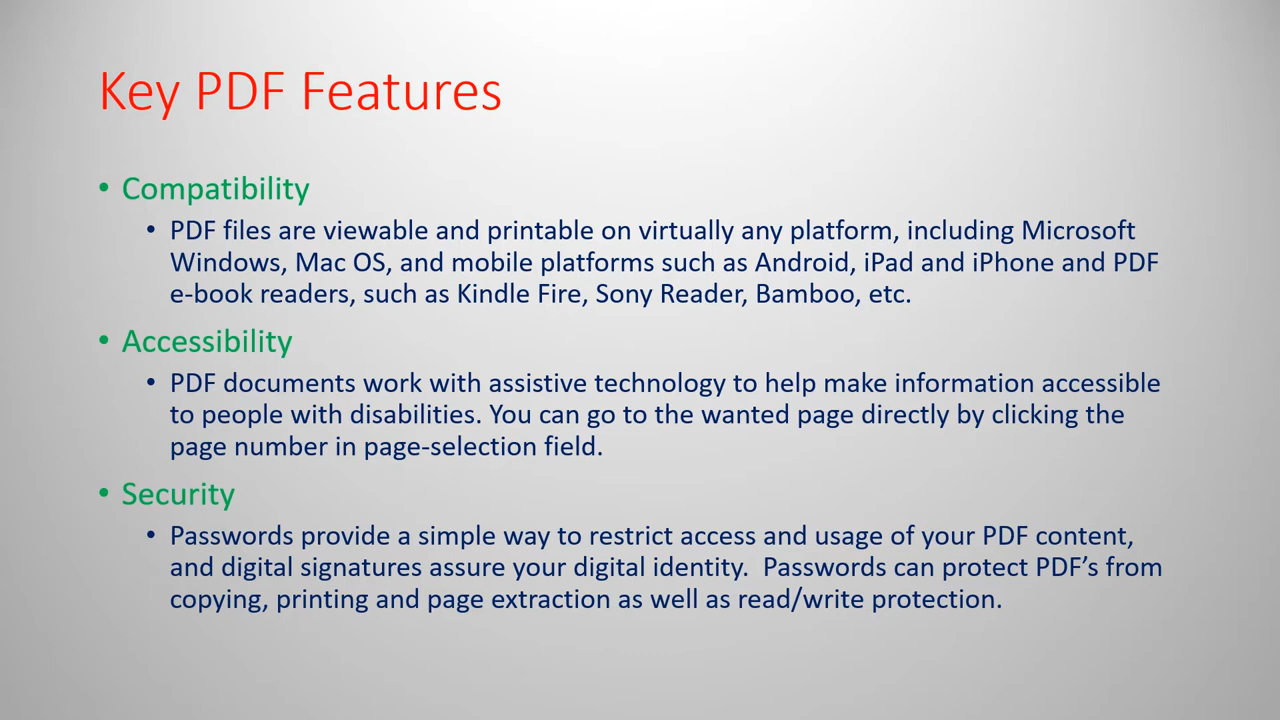 Key PDF Features
• Compatibility
• PDF files are viewable and printable on virtually any platform, including Microsoft
Windows, Mac OS, and mobile platforms such as Android, iPad and iPhone and PDF
e-book readers, such as Kindle Fire, Sony Reader, Bamboo, etc.
• Accessibility
• PDF documents work with assistive technology to help make information accessible
to people with disabilities. You can go to the wanted page directly by clicking the
page number in page-selection field.
• Security
• Passwords provide a simple way to restrict access and usage of your PDF content,
and digital signatures assure your digital identity.  Passwords can protect PDF’s from
copying, printing and page extraction as well as read/write protection.